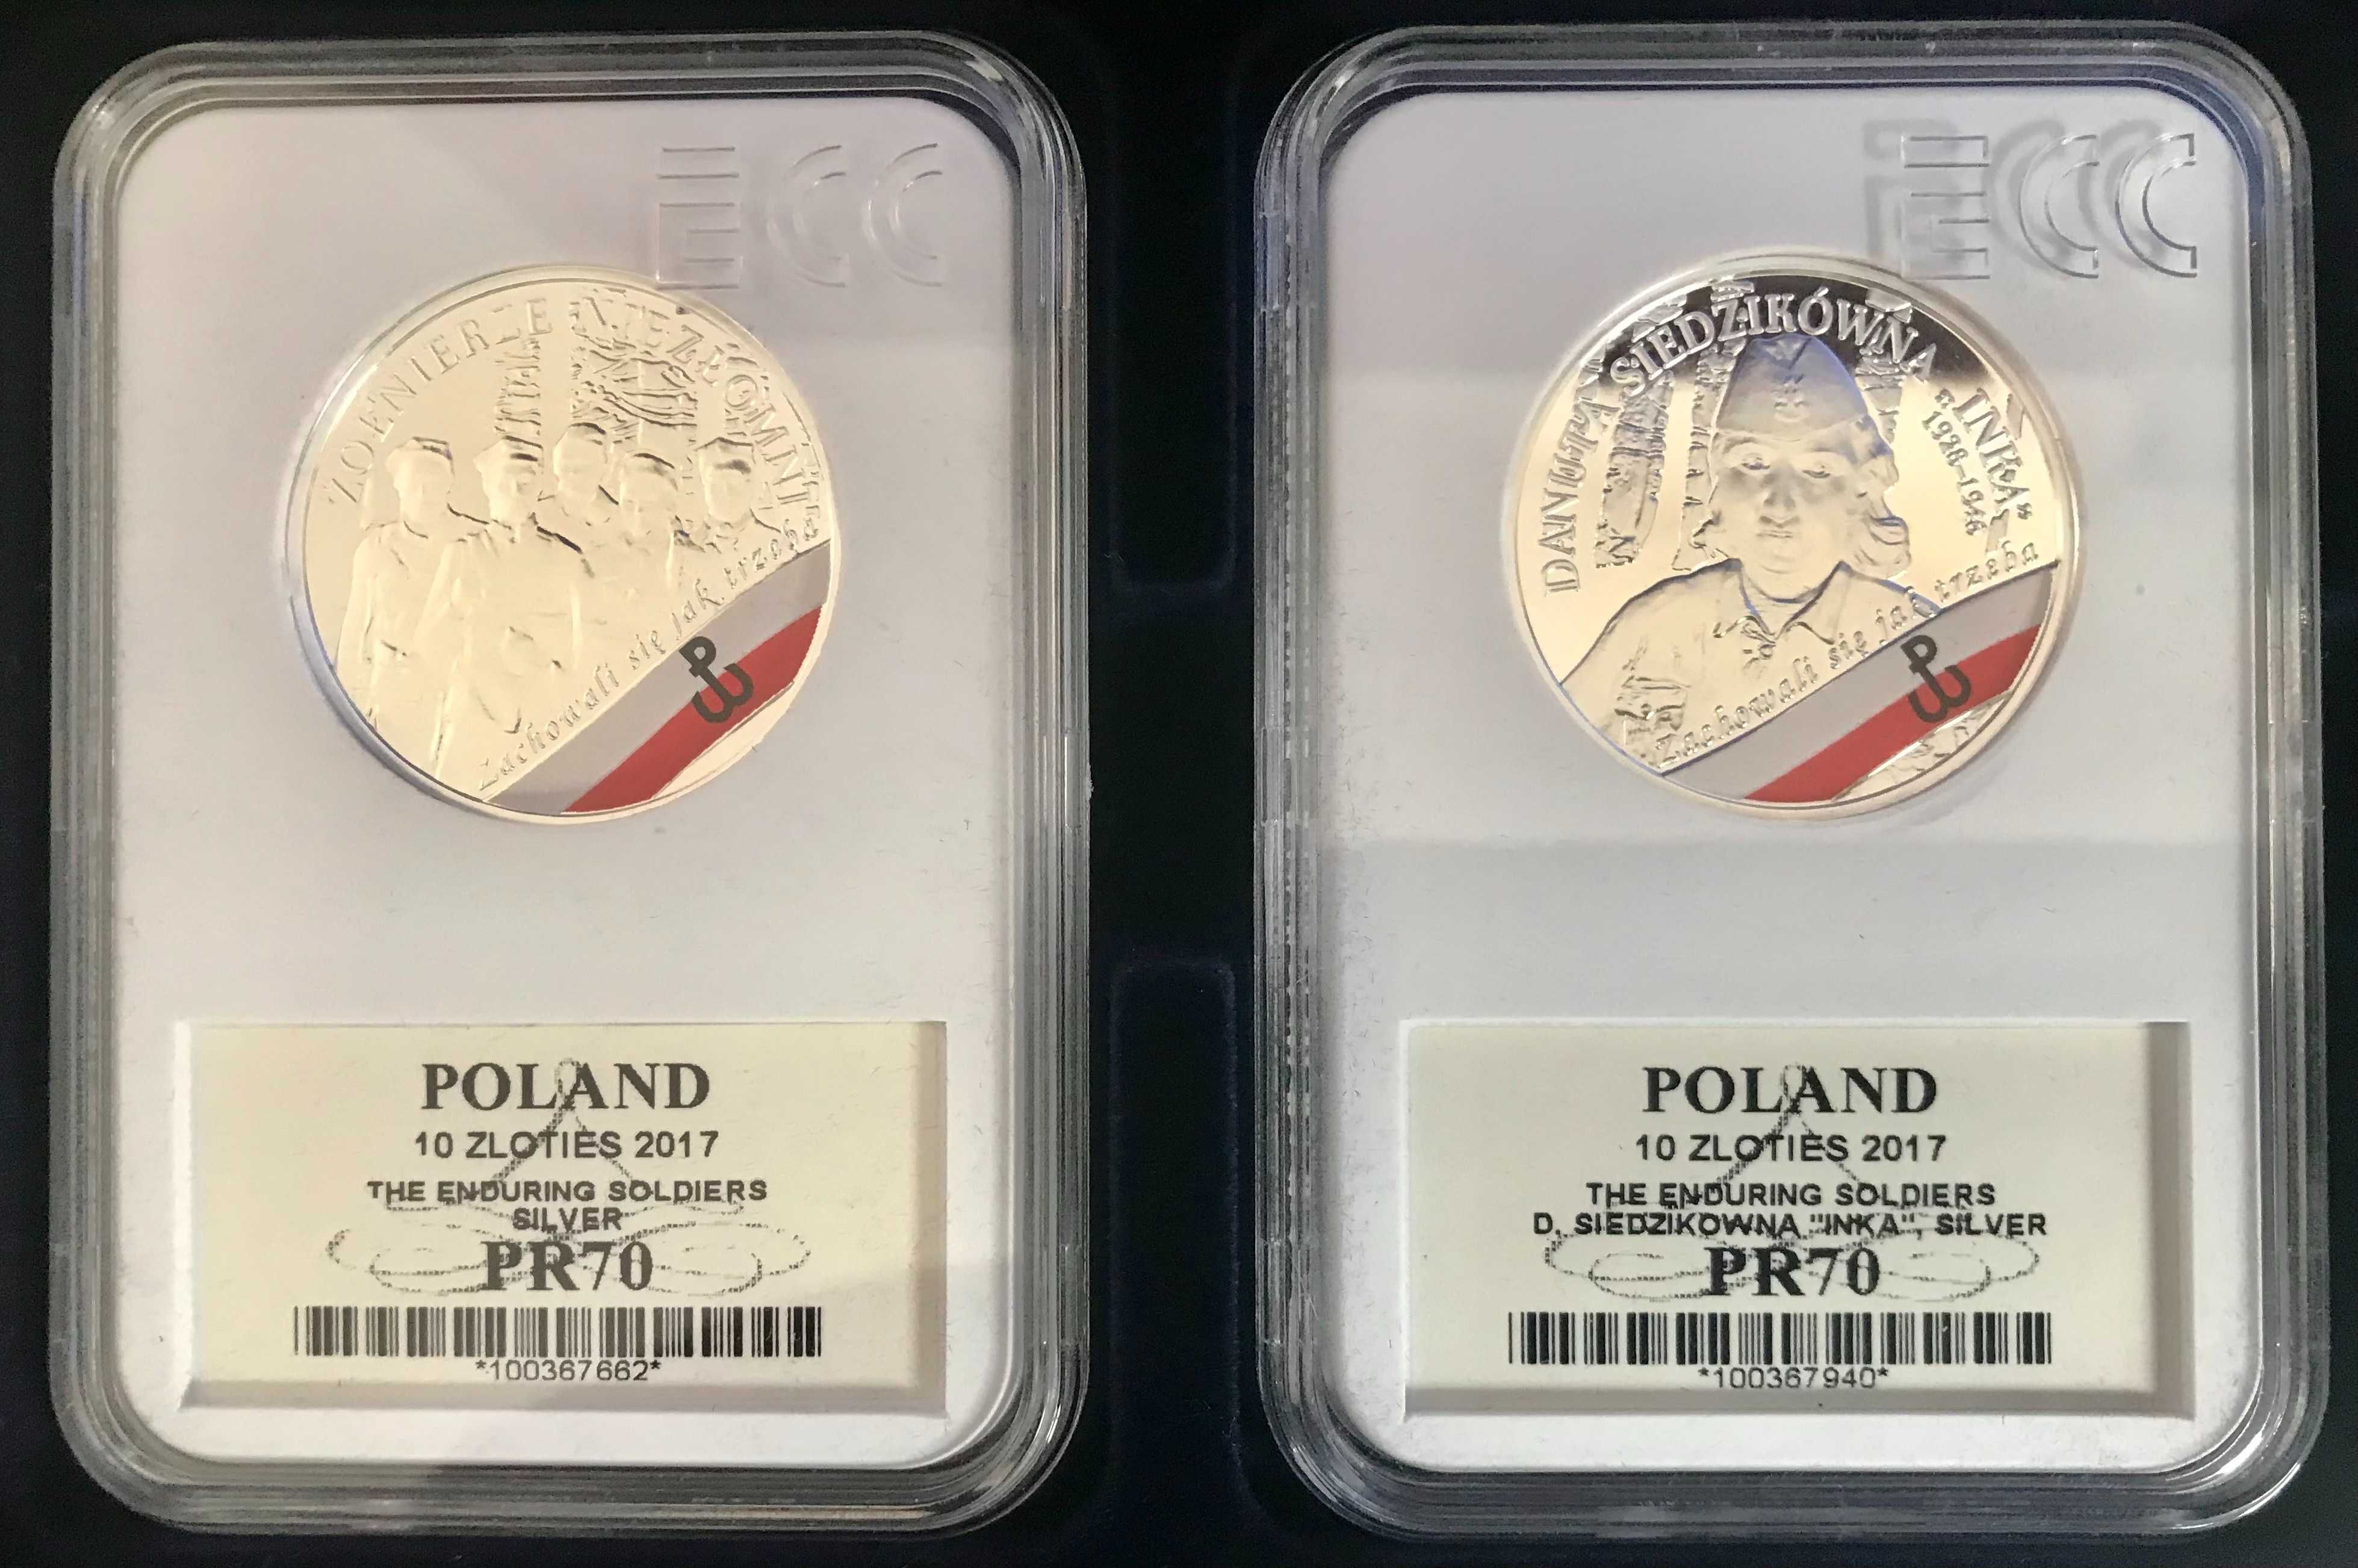 ECC
ŻOŁNIERZE NIEZŁOMNI
Zachowali się jak trzeba
POLAND
10 ZLOTIES 2017
THE ENDURING SOLDIERS
SILVER
PR70
*100367662*
ECC
DANUTA SIEDZIKÓWNA „INKA”
1928–1946
Zachowali się jak trzeba
POLAND
10 ZLOTIES 2017
THE ENDURING SOLDIERS
D. SIEDZIKOWNA "INKA", SILVER
PR70
*100367940*